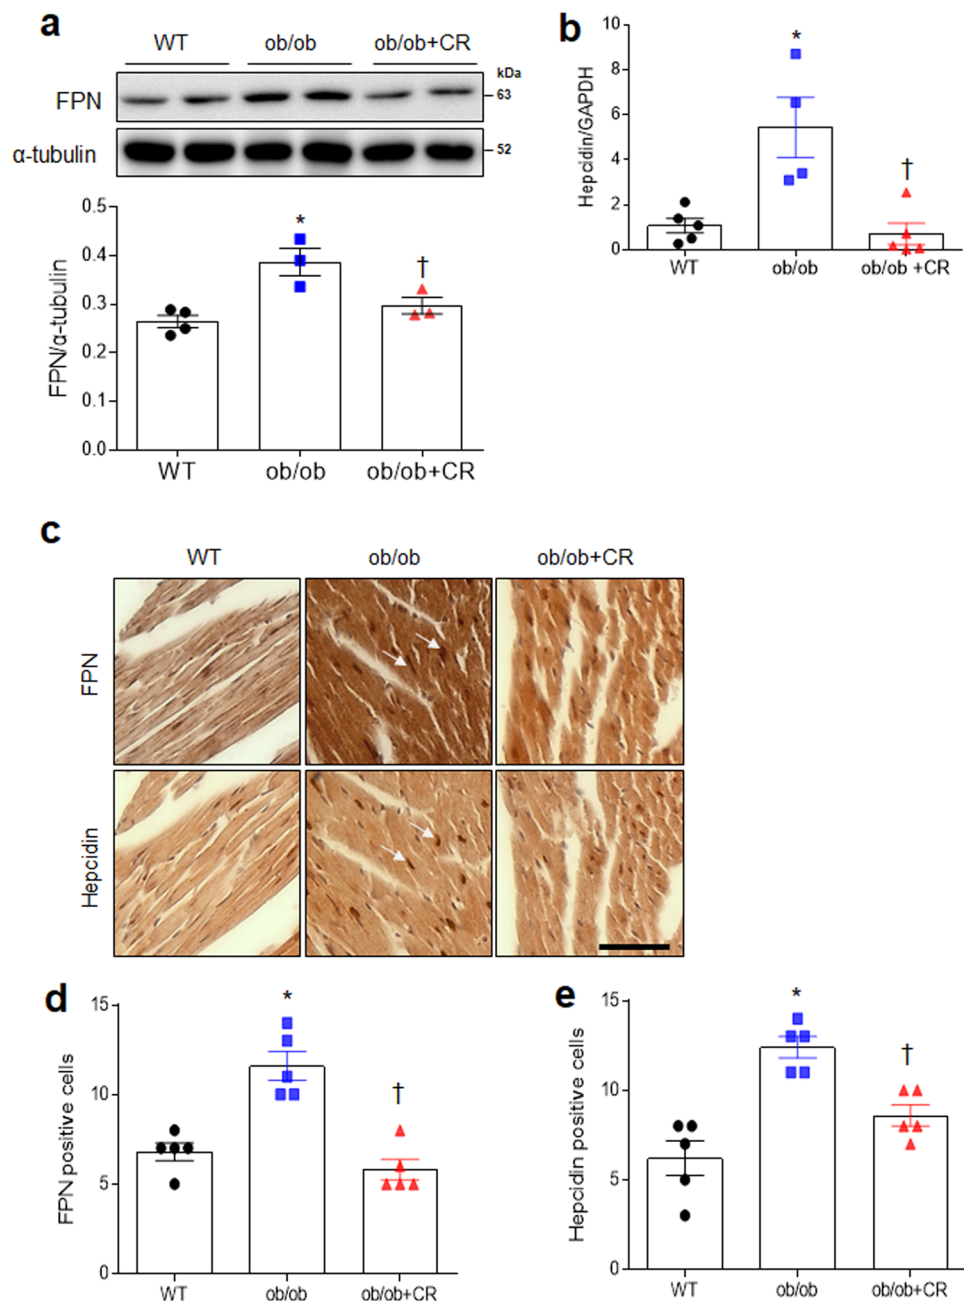 a
WT ob/ob ob/ob+CR
kDa
FPN 63
α-tubulin 52
FPN/α-tubulin
0.5
0.4
0.3
0.2
0.1
0.0
*
†
WT ob/ob ob/ob+CR
b
Hepcidin/GAPDH
10
8
6
4
2
0
*
†
WT ob/ob ob/ob +CR
c
WT ob/ob ob/ob+CR
FPN
Hepcidin
d
FPN positive cells
15
10
5
0
*
†
WT ob/ob ob/ob+CR
e
Hepcidin positive cells
15
10
5
0
*
†
WT ob/ob ob/ob+CR